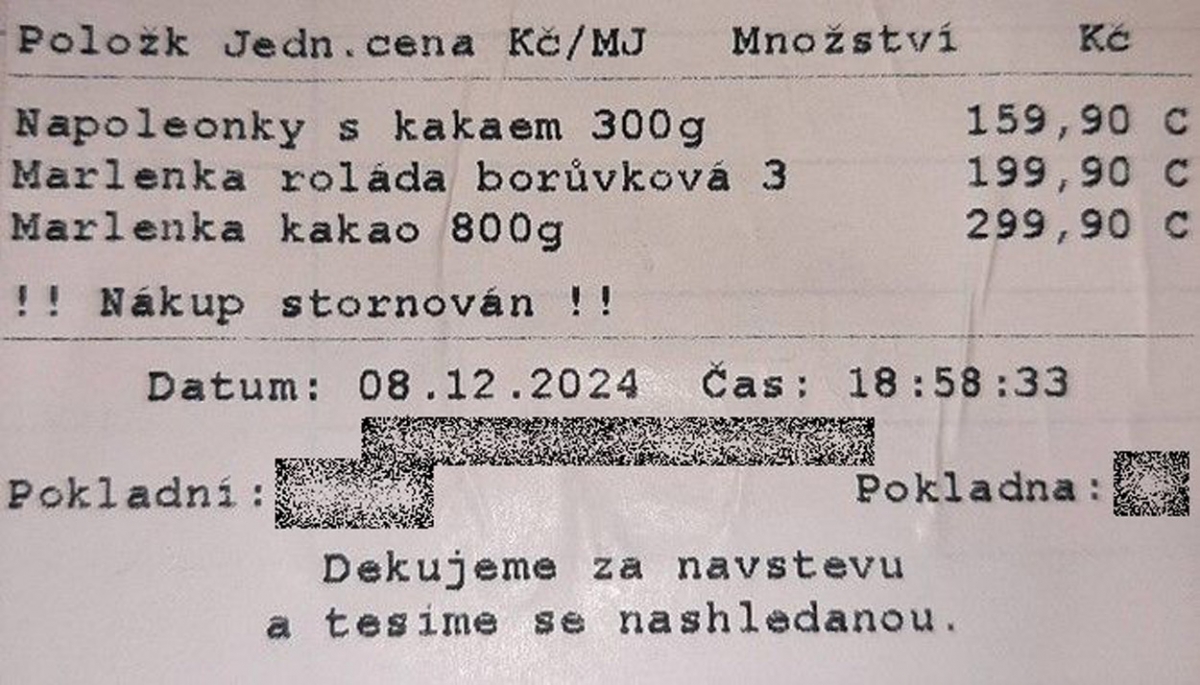 Položk Jedn.cena Kč/MJ Množství Kč
Napoleonky s kakaem 300g 159,90 C
Marlenka roláda borůvková 3 199,90 C
Marlenka kakao 800g 299,90 C
!! Nákup stornován !!
Datum: 08.12.2024 Čas: 18:58:33
Pokladní: Pokladna:
Dekujeme za navstevu
a tesíme se nashledanou.